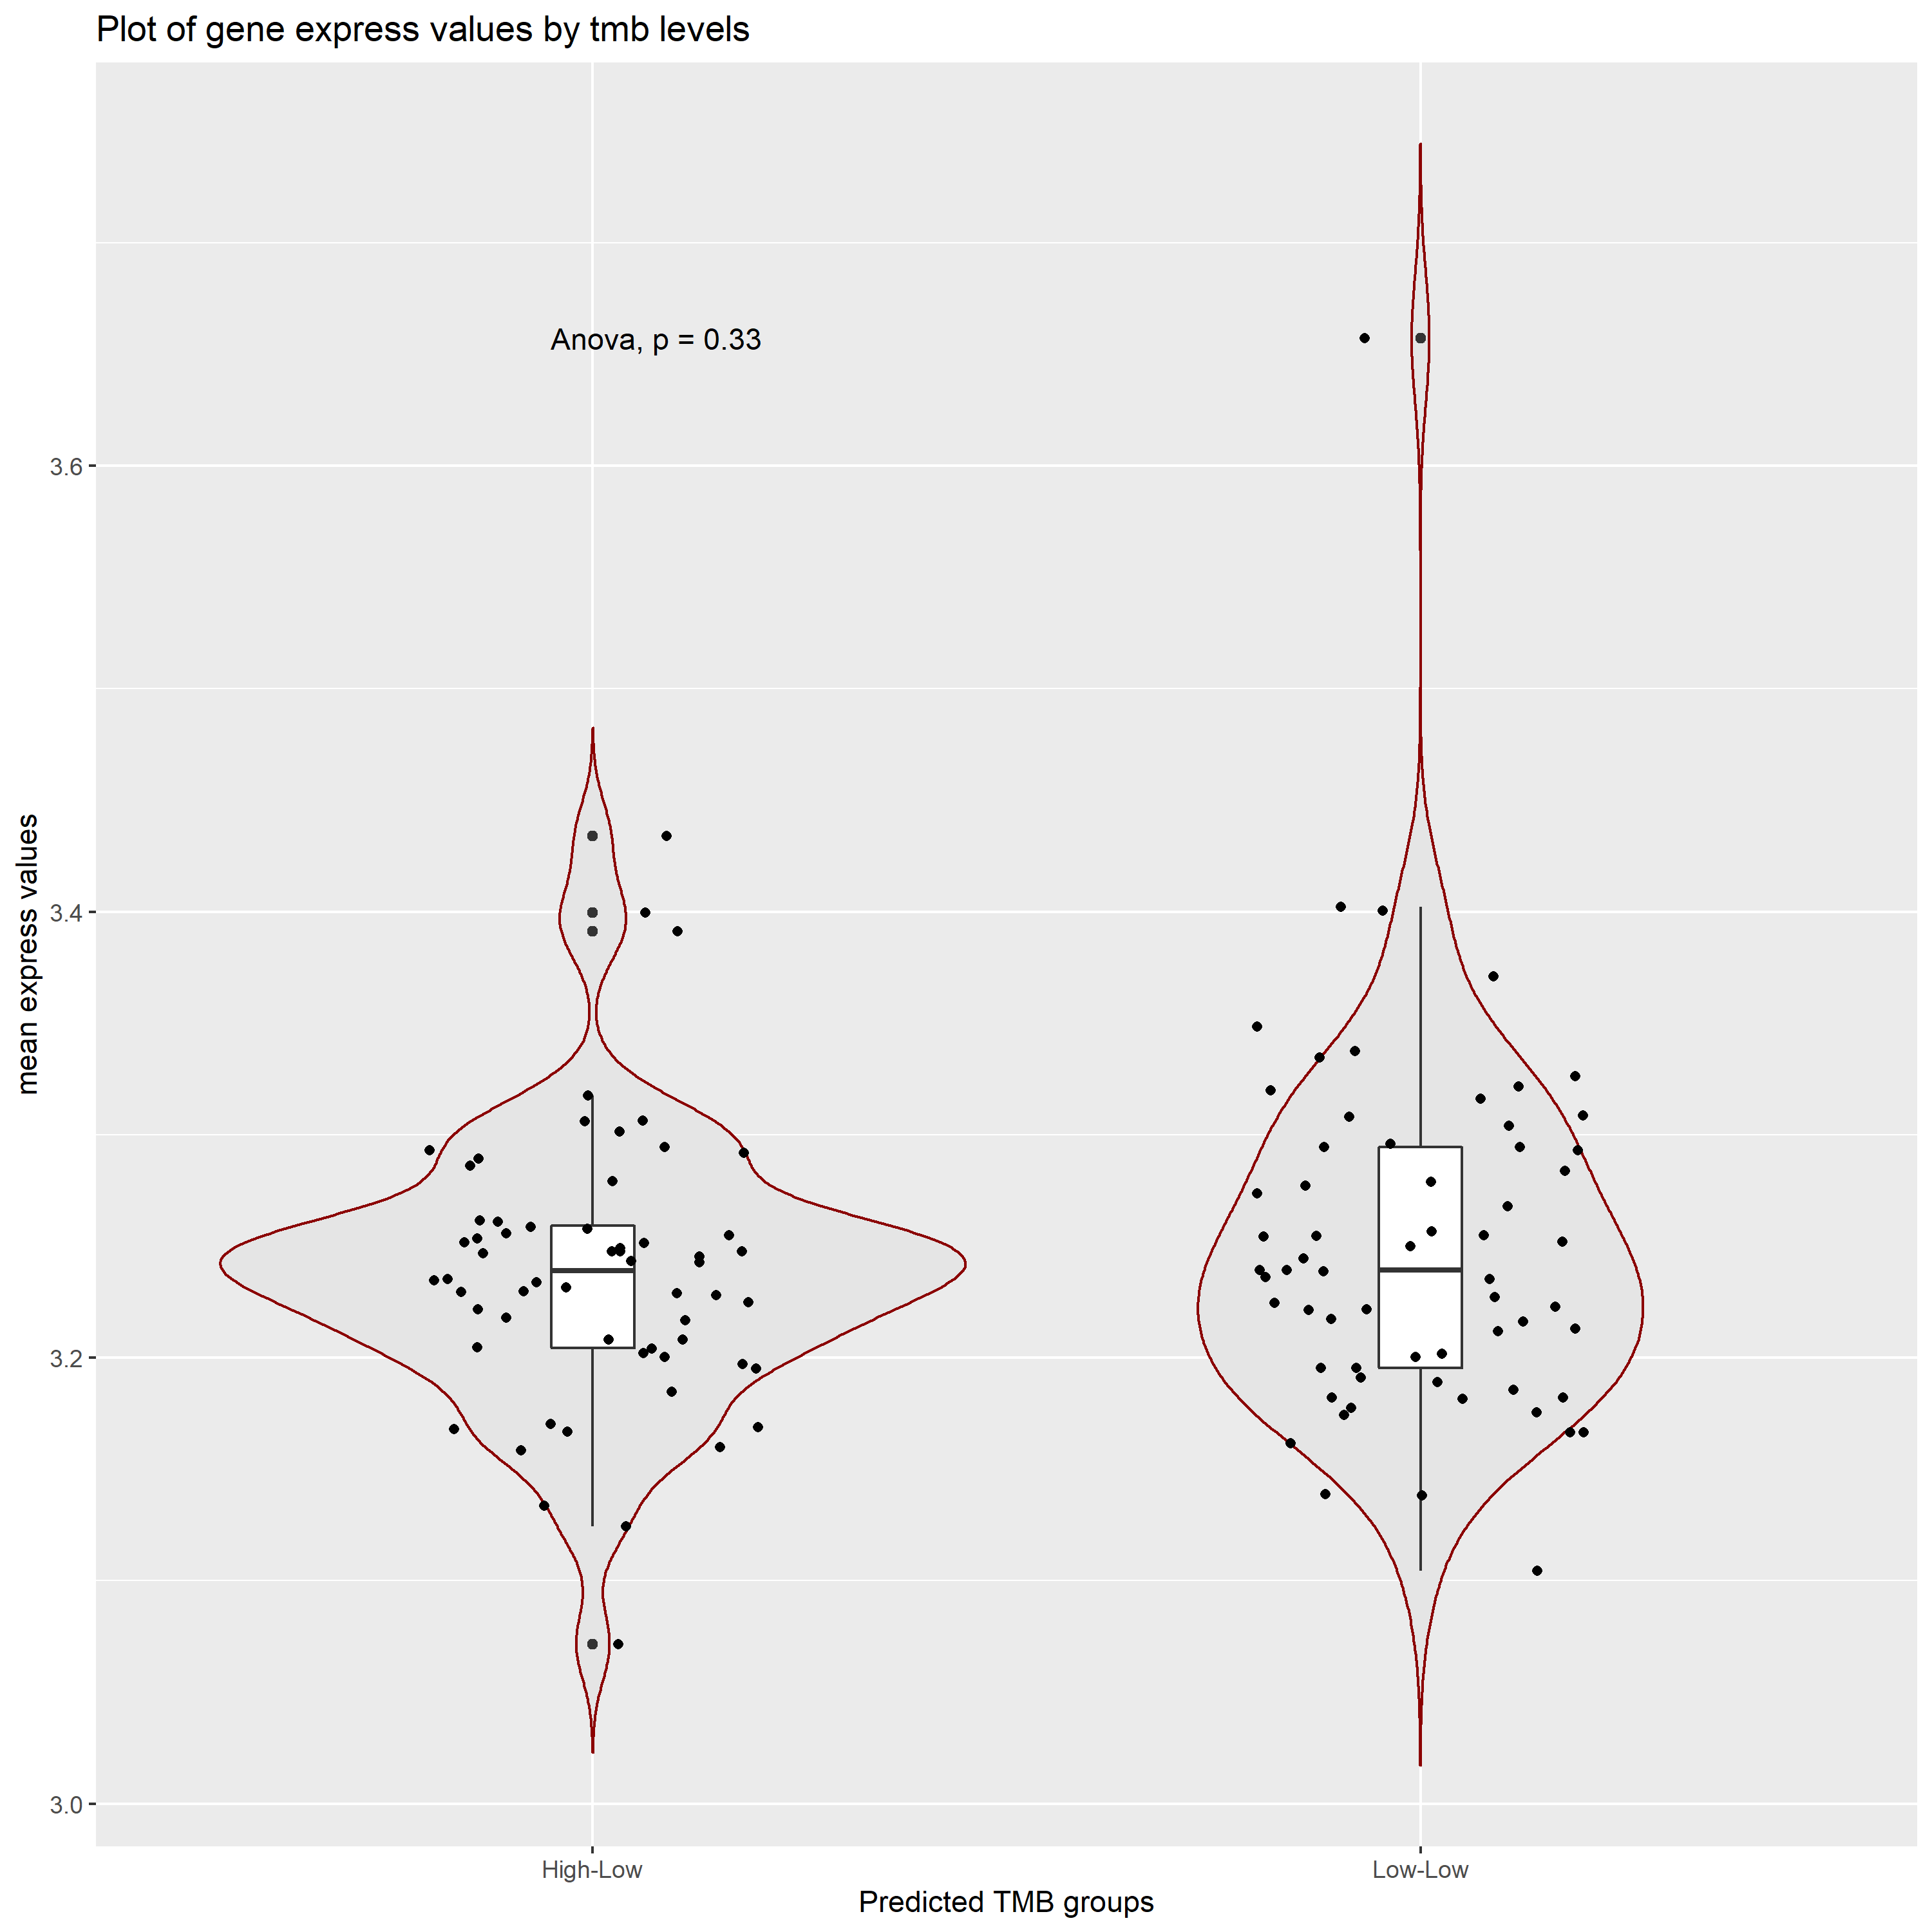 Plot of gene express values by tmb levels
Anova, p = 0.33
3.6
3.4
3.2
3.0
mean express values
High-Low
Low-Low
Predicted TMB groups